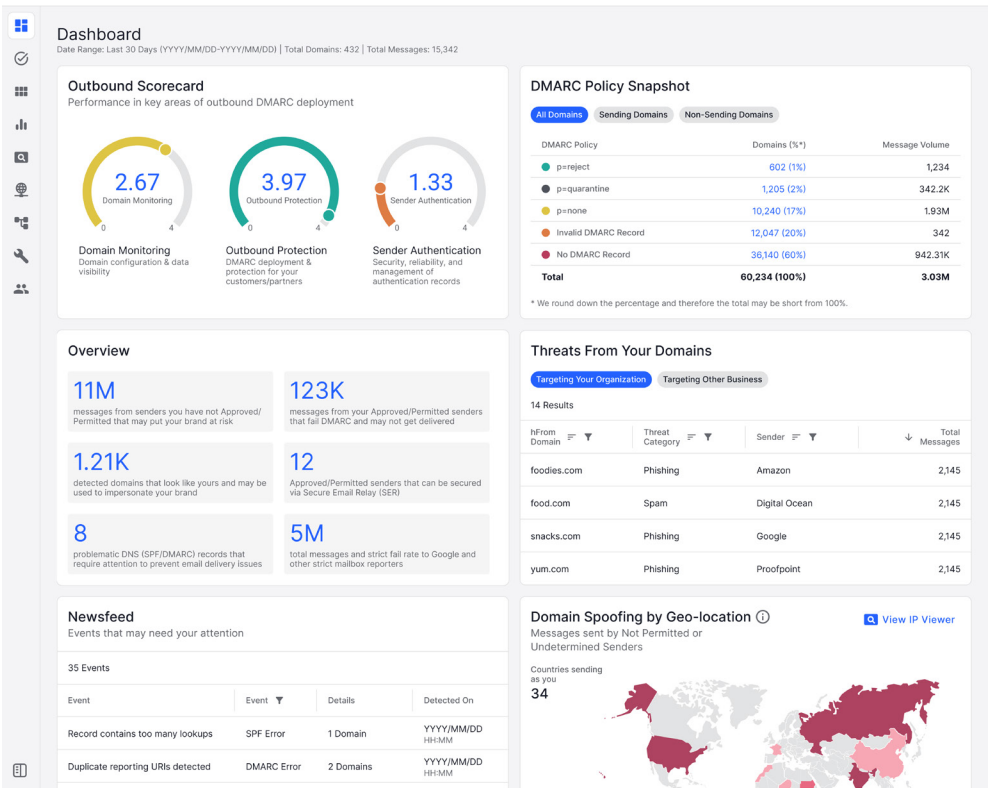 Dashboard
Date Range: Last 30 Days (YYYY/MM/DD-YYYY/MM/DD) | Total Domains: 432 | Total Messages: 15,342
Outbound Scorecard
Performance in key areas of outbound DMARC deployment
2.67
Domain Monitoring
0 4
Domain Monitoring
Domain configuration & data
visibility
3.97
Outbound Protection
0 4
Outbound Protection
DMARC deployment &
protection for your
customers/partners
1.33
Sender Authentication
0 4
Sender Authentication
Security, reliability, and
management of
authentication records
DMARC Policy Snapshot
All Domains Sending Domains Non-Sending Domains
DMARC Policy Domains (%*) Message Volume
p=reject 602 (1%) 1,234
p=quarantine 1,205 (2%) 342.2K
p=none 10,240 (17%) 1.93M
Invalid DMARC Record 12,047 (20%) 342
No DMARC Record 36,140 (60%) 942.31K
Total 60,234 (100%) 3.03M
* We round down the percentage and therefore the total may be short from 100%.
Overview
11M
messages from senders you have not Approved/
Permitted that may put your brand at risk
123K
messages from your Approved/Permitted senders
that fail DMARC and may not get delivered
1.21K
detected domains that look like yours and may be
used to impersonate your brand
12
Approved/Permitted senders that can be secured
via Secure Email Relay (SER)
8
problematic DNS (SPF/DMARC) records that
require attention to prevent email delivery issues
5M
total messages and strict fail rate to Google and
other strict mailbox reporters
Threats From Your Domains
Targeting Your Organization Targeting Other Business
14 Results
hFrom
Domain
Threat
Category
Sender
Total
Messages
foodies.com Phishing Amazon 2,145
food.com Spam Digital Ocean 2,145
snacks.com Phishing Google 2,145
yum.com Phishing Proofpoint 2,145
Newsfeed
Events that may need your attention
35 Events
Event Event Details Detected On
Record contains too many lookups SPF Error 1 Domain YYYY/MM/DD
HH:MM
Duplicate reporting URIs detected DMARC Error 2 Domains YYYY/MM/DD
HH:MM
Domain Spoofing by Geo-location
View IP Viewer
Messages sent by Not Permitted or
Undetermined Senders
Countries sending
as you
34